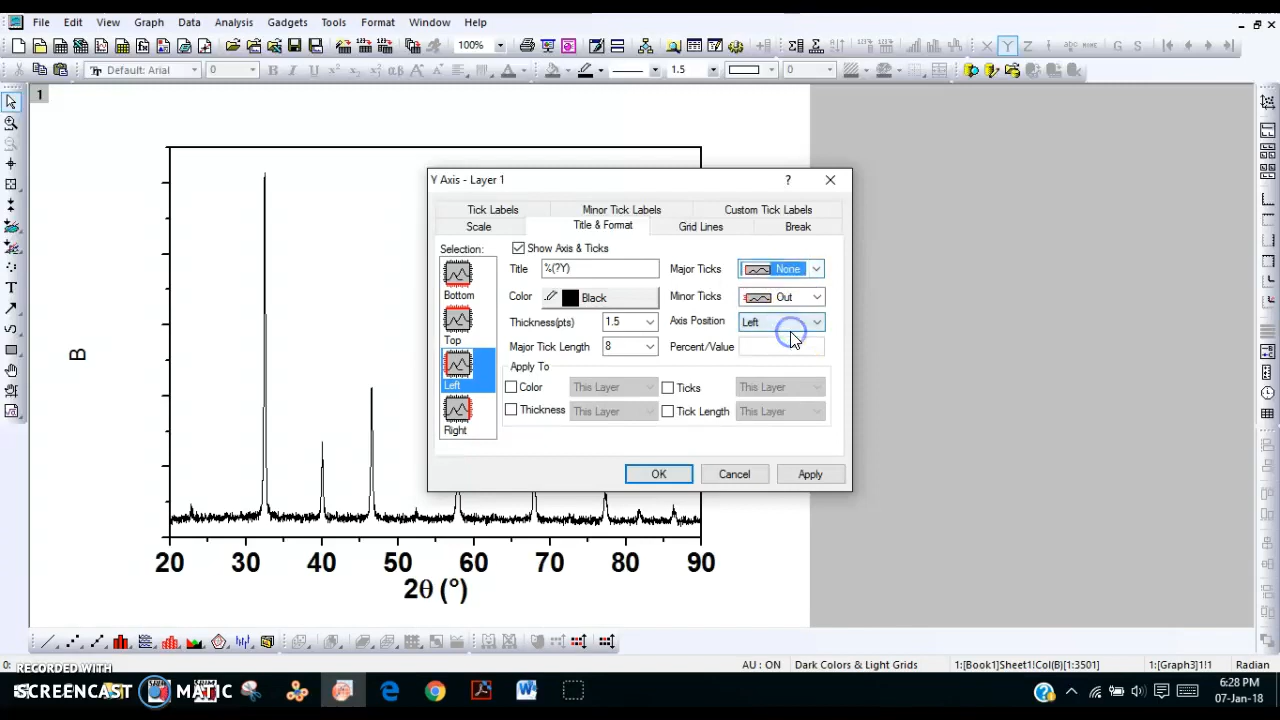 File Edit View Graph Data Analysis Gadgets Tools Format Window Help
100%
Default: Arial 0 B I 1.5 0
1
Y Axis - Layer 1
Tick Labels Minor Tick Labels Custom Tick Labels
Scale Title & Format Grid Lines Break
Selection: Show Axis & Ticks
Bottom
Top
Left
Right
Title %(?Y) Major Ticks None
Color Black Minor Ticks Out
Thickness(pts) 1.5 Axis Position Left
Major Tick Length 8 Percent/Value
Apply To
Color This Layer Ticks This Layer
Thickness This Layer Tick Length This Layer
OK Cancel Apply
B
20 30 40 50 60 70 80 90
2θ (°)
AU : ON Dark Colors & Light Grids 1:[Book1]Sheet1!Col(B)[1:3501] 1:[Graph3]1!1 Radian
RECORDED WITH
SCREENCAST MATIC
6:28 PM
07-Jan-18